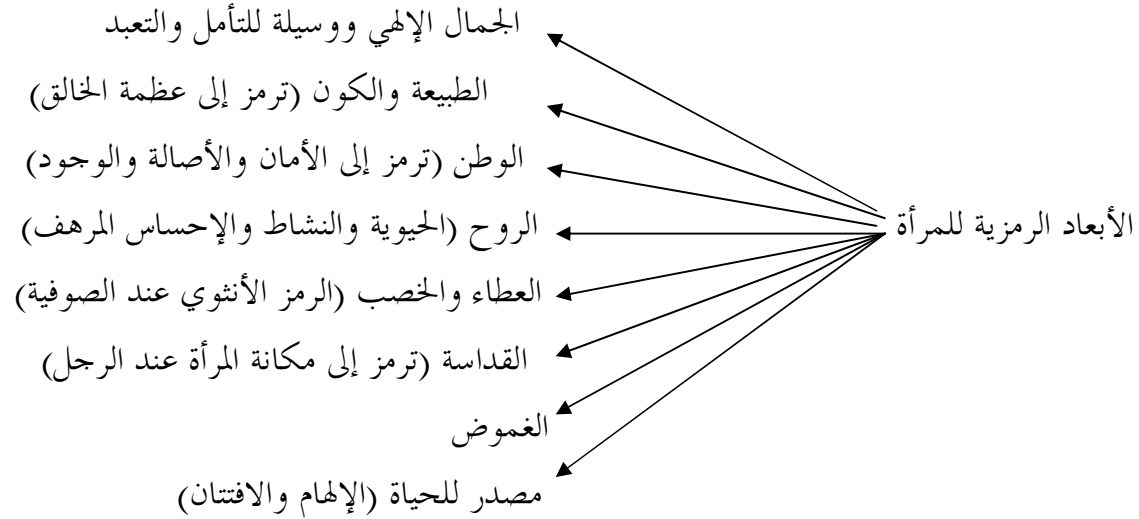 الجمال الإلهي ووسيلة للتأمل والتعبد
الطبيعة والكون (ترمز إلى عظمة الخالق)
الوطن (ترمز إلى الأمان والأصالة والوجود)
الأبعاد الرمزية للمرأة
الروح (الحيوية والنشاط والإحساس المرهف)
العطاء والخصب (الرمز الأنثوي عند الصوفية)
القداسة (ترمز إلى مكانة المرأة عند الرجل)
الغموض
مصدر للحياة (الإلهام والافتتان)